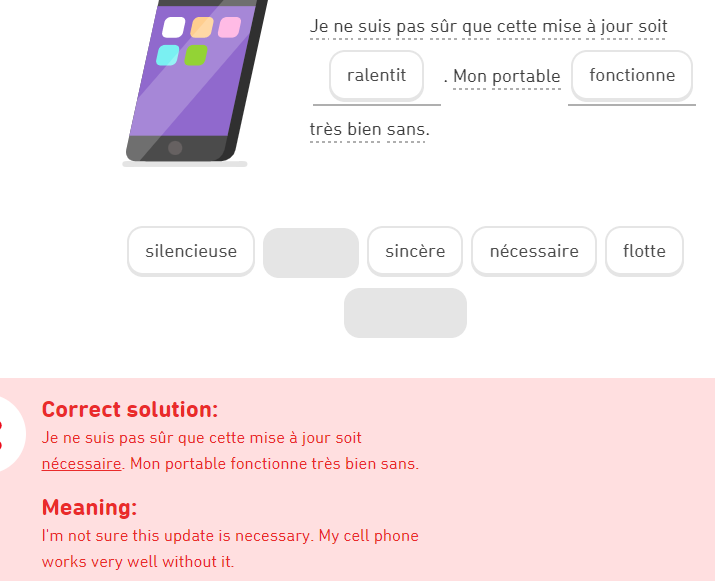 Je ne suis pas sûr que cette mise à jour soit
ralentit . Mon portable fonctionne
très bien sans.
silencieuse sincère nécessaire flotte
Correct solution:
Je ne suis pas sûr que cette mise à jour soit
nécessaire. Mon portable fonctionne très bien sans.
Meaning:
I'm not sure this update is necessary. My cell phone
works very well without it.